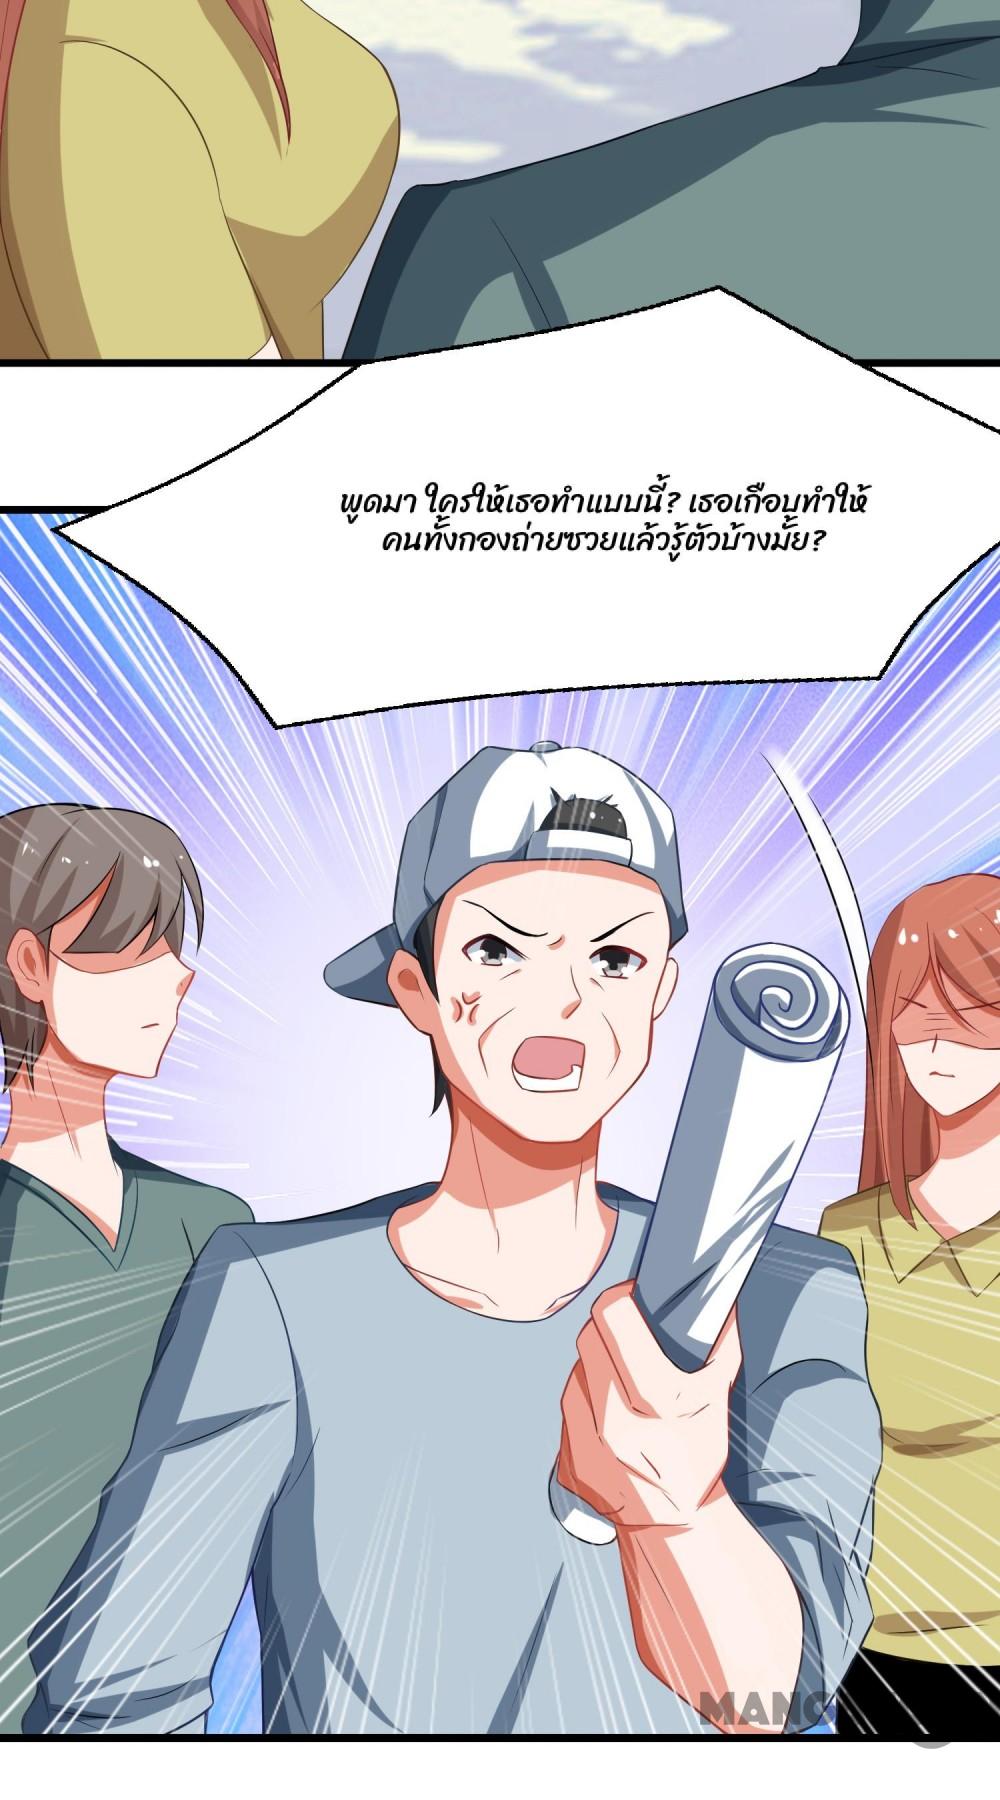 พูดมา ใครให้เธอทำแบบนี้? เธอเกือบทำให้
คนทั้งกองถ่ายซวยแล้วรู้ตัวบ้างมั้ย?
MANG